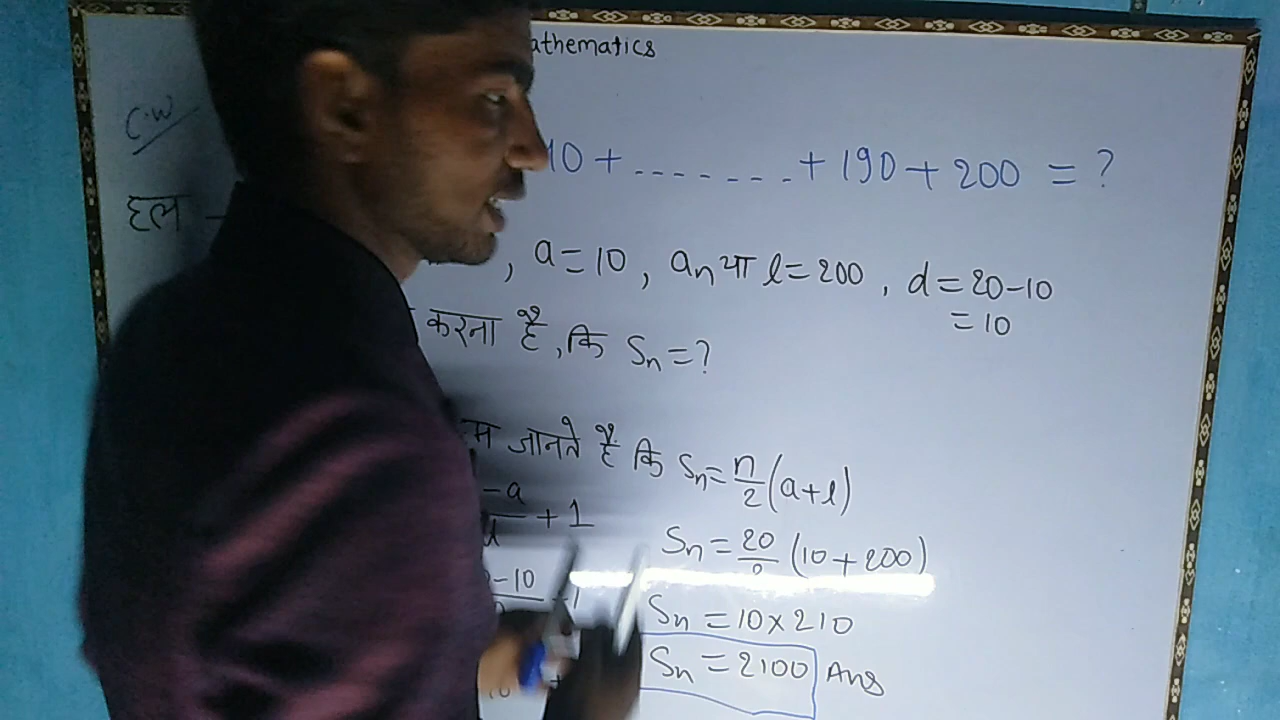 athematics
C.W
10 + ....... + 190 + 200 = ?
हल -
, a = 10 , an या l = 200 , d = 20 - 10
= 10
करना है , कि Sn = ?
जानते है कि Sn = n/2 (a + l)
-a/d + 1
Sn = 20/2 (10 + 200)
-10
Sn = 10 × 210
Sn = 2100 Ans